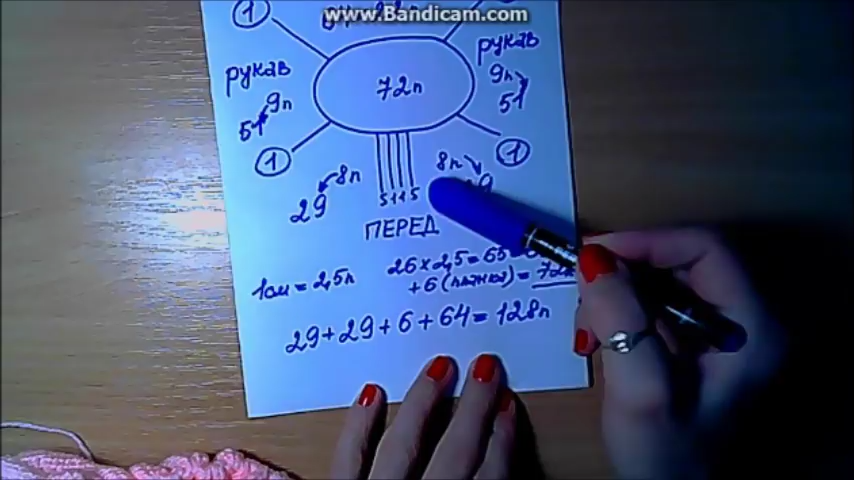 www.Bandicam.com
1
рукав
9п
51
72п
рукав
9п
51
1
1
8п
29
8п
5115
ПЕРЕД
1см = 2,5п
26 × 2,5 = 65
+ 6 (планка) = 72п
29 + 29 + 6 + 64 = 128п